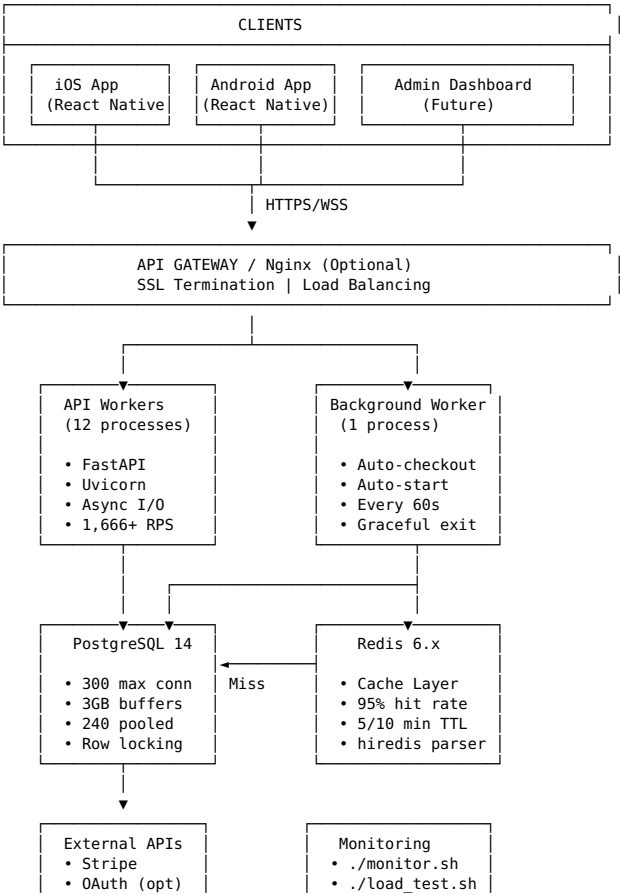 CLIENTS
iOS App
(React Native
Android App
(React Native)
Admin Dashboard
(Future)
HTTPS/WSS
API GATEWAY / Nginx (Optional)
SSL Termination | Load Balancing
API Workers
(12 processes)
• FastAPI
• Uvicorn
• Async I/O
• 1,666+ RPS
Background Worker
(1 process)
• Auto-checkout
• Auto-start
• Every 60s
• Graceful exit
PostgreSQL 14
• 300 max conn
• 3GB buffers
• 240 pooled
• Row locking
Miss
Redis 6.x
• Cache Layer
• 95% hit rate
• 5/10 min TTL
• hiredis parser
External APIs
• Stripe
• OAuth (opt)
Monitoring
• ./monitor.sh
• ./load_test.sh